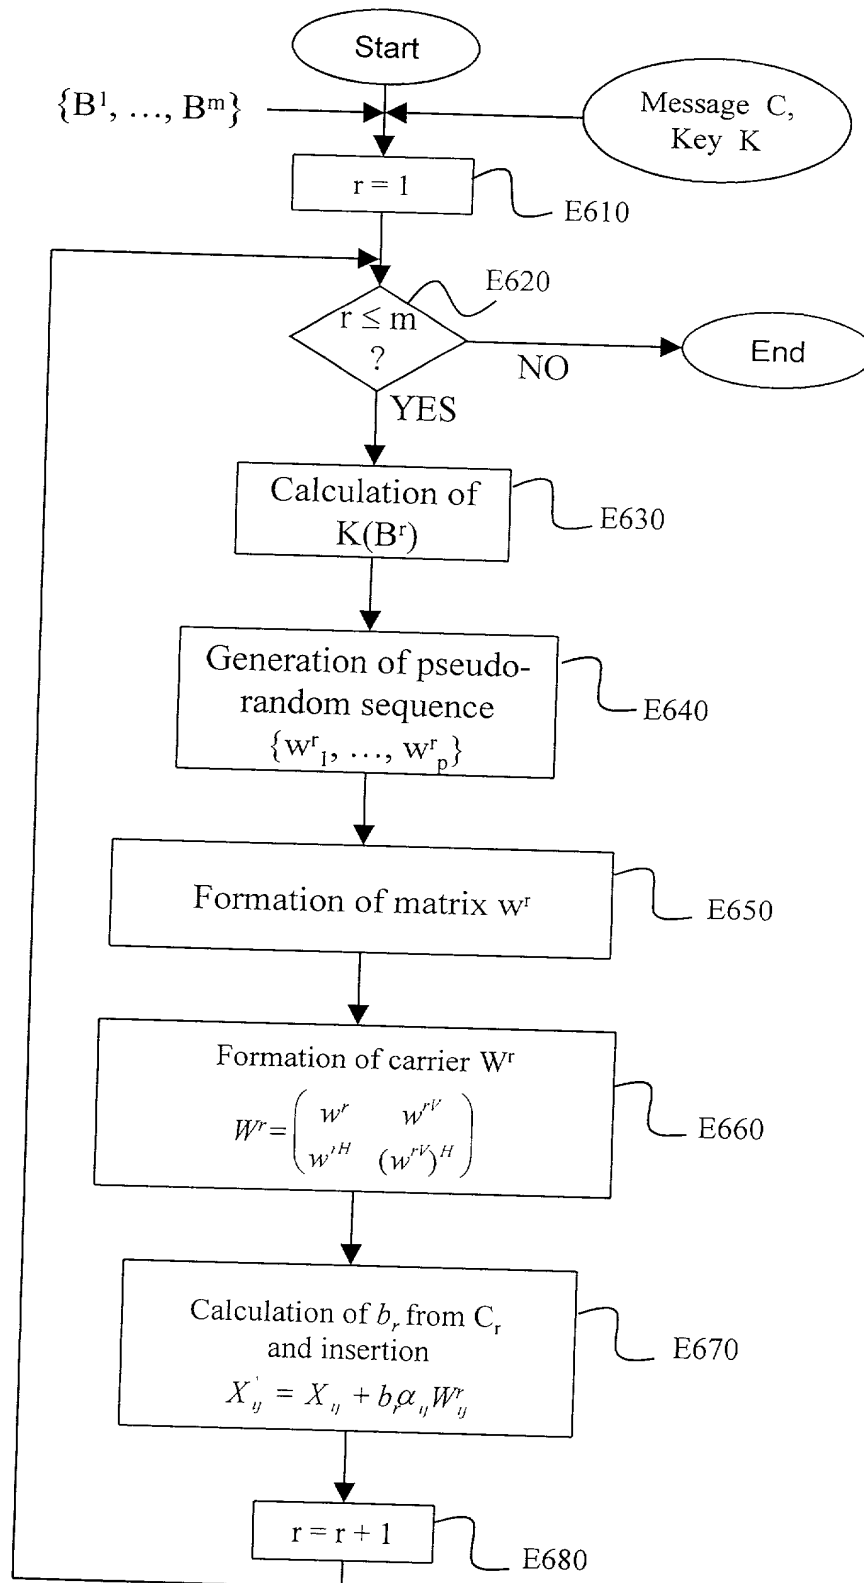 Start
{B¹, ..., Bᵐ}
Message C,
Key K
r = 1
E610
E620
r ≤ m
?
NO
End
YES
Calculation of
K(Bʳ)
E630
Generation of pseudo-
random sequence
{wʳ₁, ..., wʳₚ}
E640
Formation of matrix wʳ
E650
Formation of carrier Wʳ
Wʳ = ( wʳ wʳⱽ
wʳᴴ (wʳⱽ)ᴴ )
E660
Calculation of bᵣ from Cᵣ
and insertion
X'ᵢⱼ = Xᵢⱼ + bᵣαᵢⱼWʳᵢⱼ
E670
r = r + 1
E680